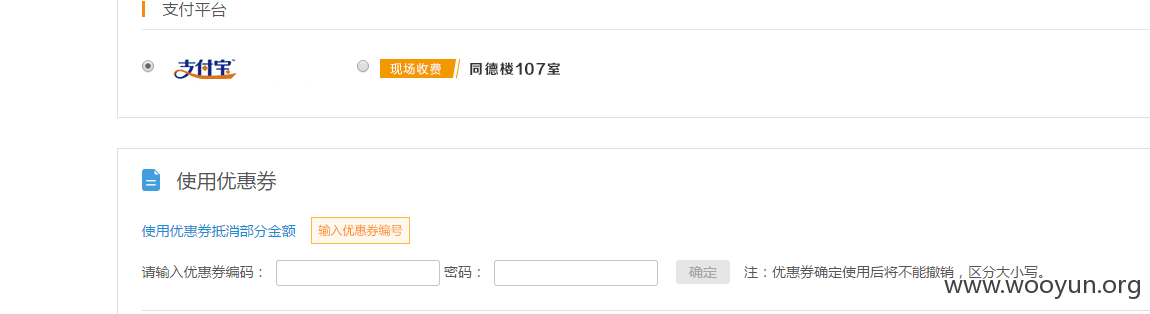 支付平台
支付宝 现场收费 同德楼107室
使用优惠券
使用优惠券抵消部分金额 输入优惠券编号
请输入优惠券编码： 密码： 确定 注：优惠券确定使用后将不能撤销，区分大小写。
www.wooyun.org